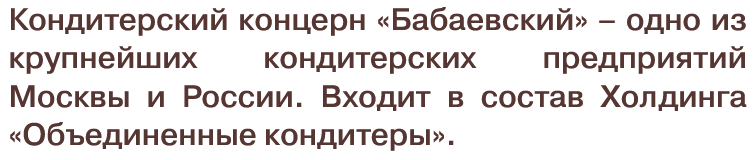 Кондитерский концерн «Бабаевский» – одно из
крупнейших кондитерских предприятий
Москвы и России. Входит в состав Холдинга
«Объединенные кондитеры».